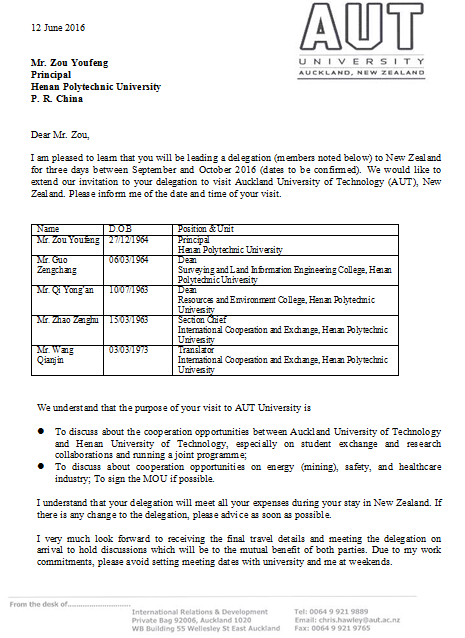 12 June 2016
AUT
UNIVERSITY
AUCKLAND, NEW ZEALAND
Mr. Zou Youfeng
Principal
Henan Polytechnic University
P. R. China
Dear Mr. Zou,
I am pleased to learn that you will be leading a delegation (members noted below) to New Zealand
for three days between September and October 2016 (dates to be confirmed). We would like to
extend our invitation to your delegation to visit Auckland University of Technology (AUT), New
Zealand. Please inform me of the date and time of your visit.
Name D.O.B Position & Unit
Mr. Zou Youfeng 27/12/1964 Principal
Henan Polytechnic University
Mr. Guo Zengchang 06/03/1964 Dean
Surveying and Land Information Engineering College, Henan
Polytechnic University
Mr. Qi Yong'an 10/07/1963 Dean
Resources and Environment College, Henan Polytechnic
University
Mr. Zhao Zenghu 15/03/1963 Section Chief
International Cooperation and Exchange, Henan Polytechnic
University
Mr. Wang Qianjin 03/03/1973 Translator
International Cooperation and Exchange, Henan Polytechnic
University
We understand that the purpose of your visit to AUT University is
● To discuss about the cooperation opportunities between Auckland University of Technology
and Henan University of Technology, especially on student exchange and research
collaborations and running a joint programme;
● To discuss about cooperation opportunities on energy (mining), safety, and healthcare
industry; To sign the MOU if possible.
I understand that your delegation will meet all your expenses during your stay in New Zealand. If
there is any change to the delegation, please advice as soon as possible.
I very much look forward to receiving the final travel details and meeting the delegation on
arrival to hold discussions which will be to the mutual benefit of both parties. Due to my work
commitments, please avoid setting meeting dates with university and me at weekends.
From the desk of.....................
International Relations & Development Tel: 0064 9 921 9889
Private Bag 92006, Auckland 1020 Email: chris.hawley@aut.ac.nz
WB Building 55 Wellesley St East Auckland Fax: 0064 9 921 9765